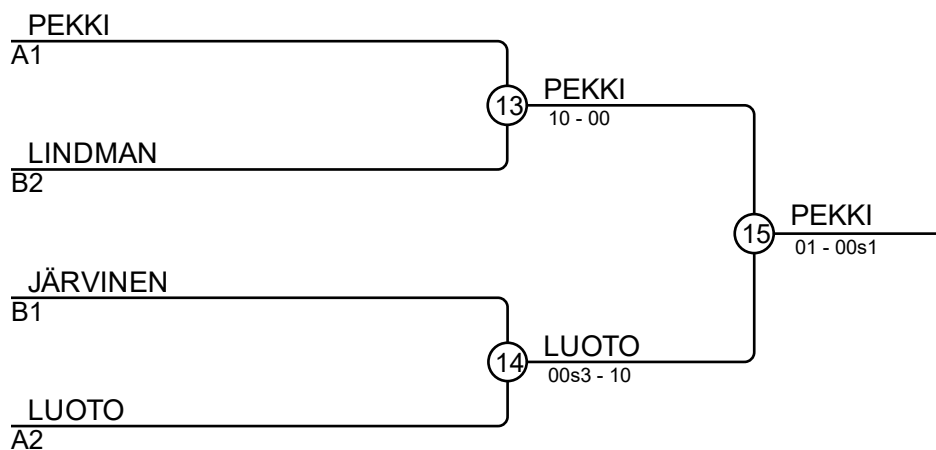 PEKKI
A1
13
PEKKI
10 - 00
LINDMAN
B2
15
PEKKI
01 - 00s1
JÄRVINEN
B1
14
LUOTO
00s3 - 10
LUOTO
A2